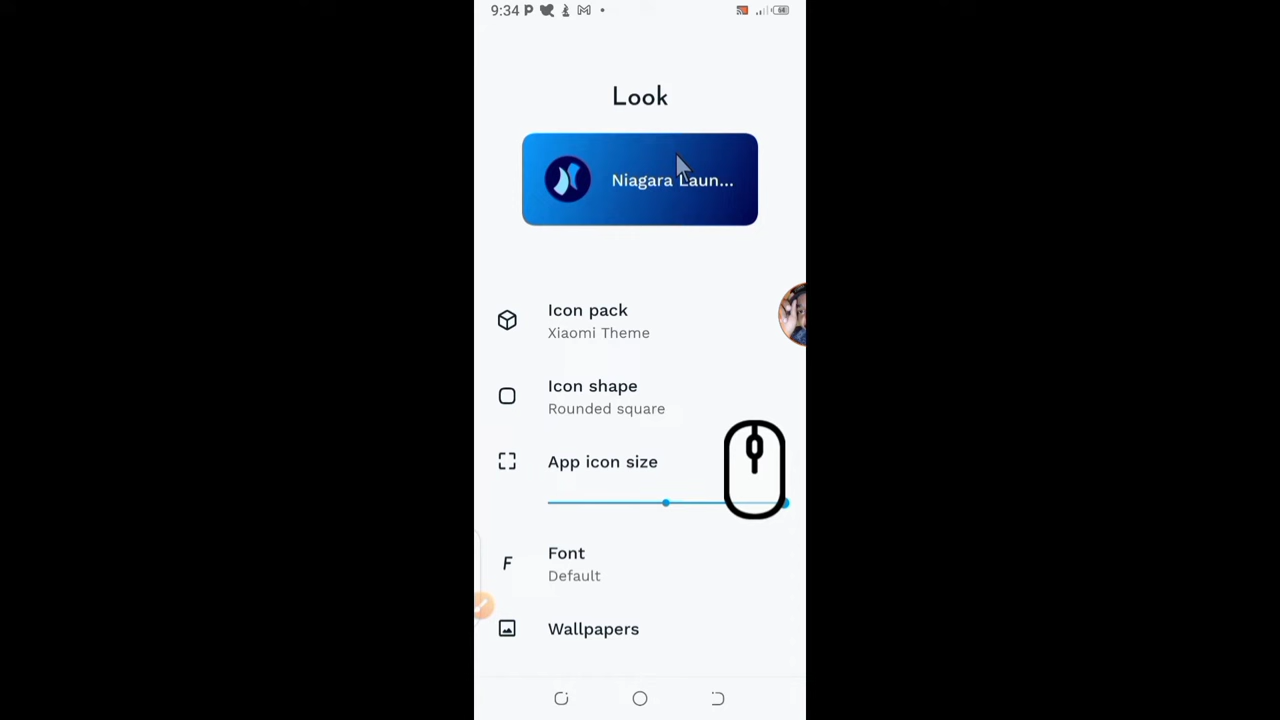 9:34 P
68
Look
Niagara Laun...
Icon pack
Xiaomi Theme
Icon shape
Rounded square
App icon size
F Font
Default
Wallpapers